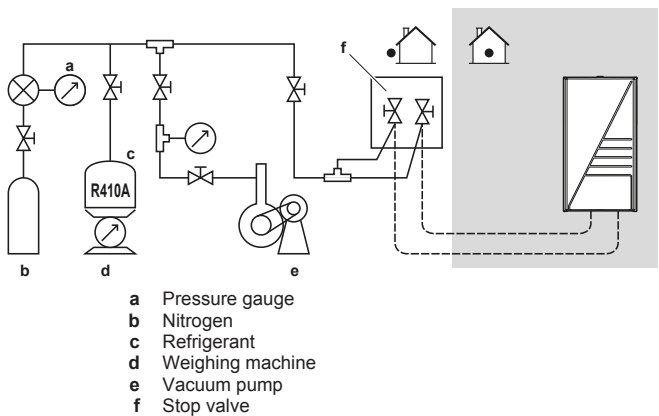 f
a
c
R410A
b
d
e
a Pressure gauge
b Nitrogen
c Refrigerant
d Weighing machine
e Vacuum pump
f Stop valve